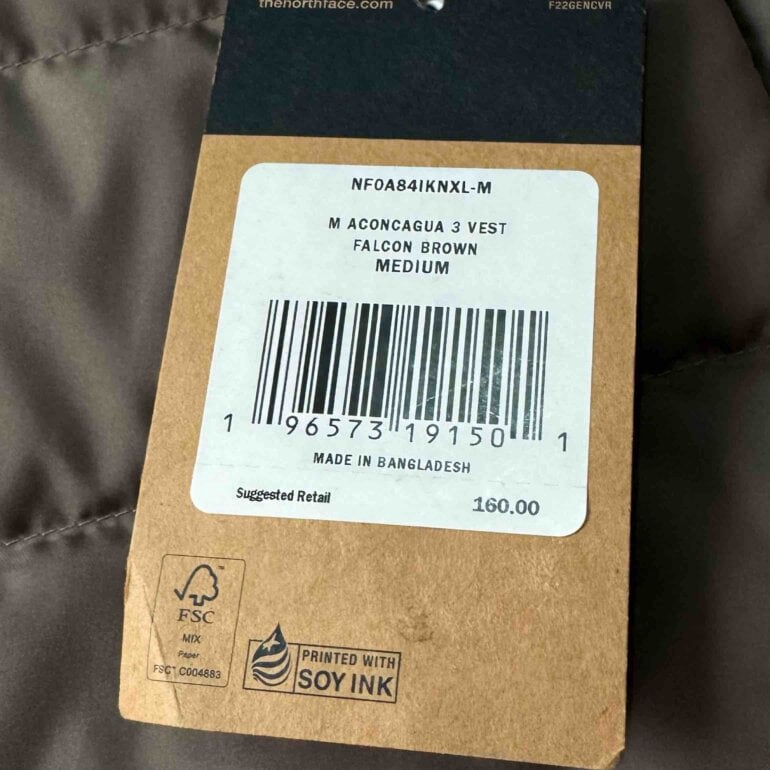 thenorthface.com
F22GENCVR
NF0A84IKNXL-M
M ACONCAGUA 3 VEST
FALCON BROWN
MEDIUM
1 96573 19150 1
MADE IN BANGLADESH
Suggested Retail 160.00
FSC
MIX
Paper
FSC™ C004883
PRINTED WITH
SOY INK